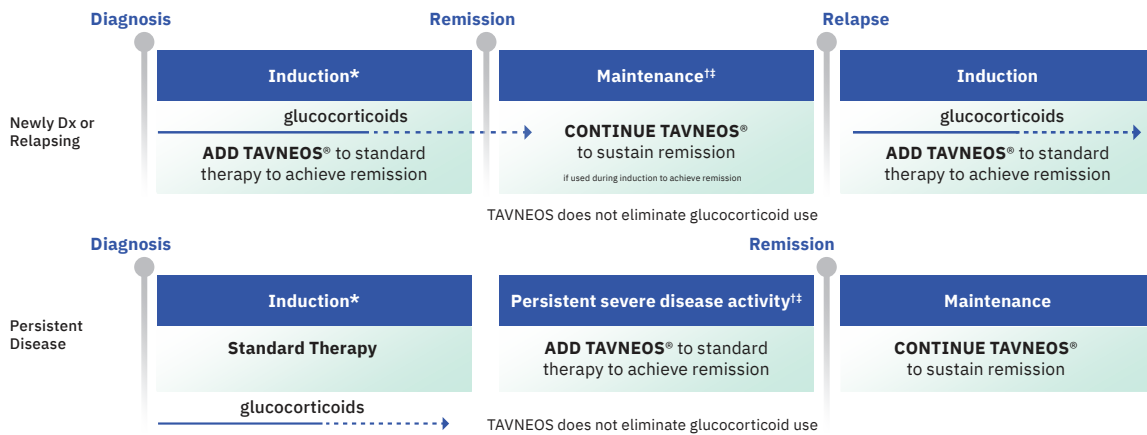 Diagnosis
Remission
Relapse
Newly Dx or
Relapsing
Induction*
glucocorticoids
ADD TAVNEOS® to standard
therapy to achieve remission
Maintenance†‡
CONTINUE TAVNEOS®
to sustain remission
if used during induction to achieve remission
Induction
glucocorticoids
ADD TAVNEOS® to standard
therapy to achieve remission
TAVNEOS does not eliminate glucocorticoid use
Diagnosis
Remission
Persistent
Disease
Induction*
Standard Therapy
glucocorticoids
Persistent severe disease activity†‡
ADD TAVNEOS® to standard
therapy to achieve remission
Maintenance
CONTINUE TAVNEOS®
to sustain remission
TAVNEOS does not eliminate glucocorticoid use